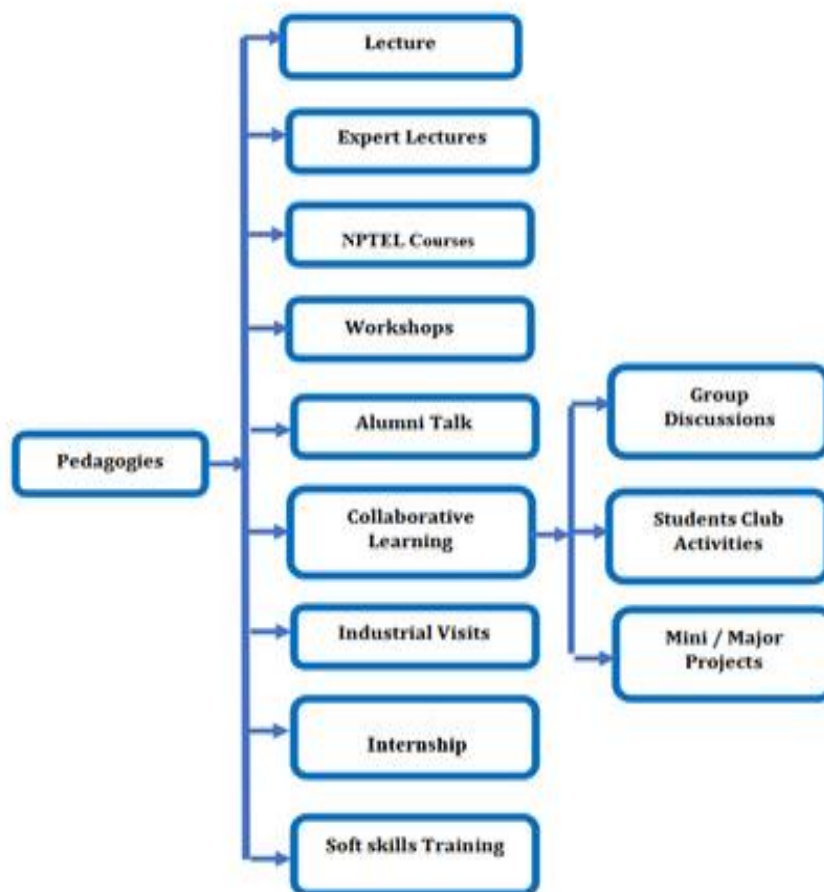 Lecture
Expert Lectures
NPTEL Courses
Workshops
Alumni Talk
Pedagogies
Collaborative
Learning
Industrial Visits
Internship
Soft skills Training
Group
Discussions
Students Club
Activities
Mini / Major
Projects